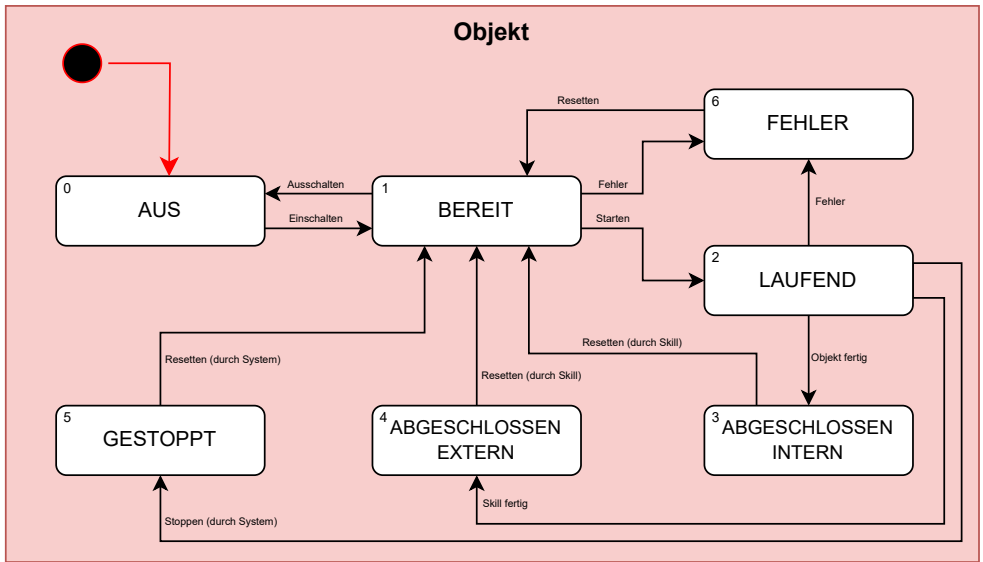 Objekt
Resetten
6
FEHLER
0
AUS
Ausschalten
Einschalten
1
BEREIT
Fehler
Starten
Fehler
2
LAUFEND
Resetten (durch System)
Resetten (durch Skill)
Resetten (durch Skill)
Objekt fertig
5
GESTOPPT
4
ABGESCHLOSSEN
EXTERN
3
ABGESCHLOSSEN
INTERN
Skill fertig
Stoppen (durch System)